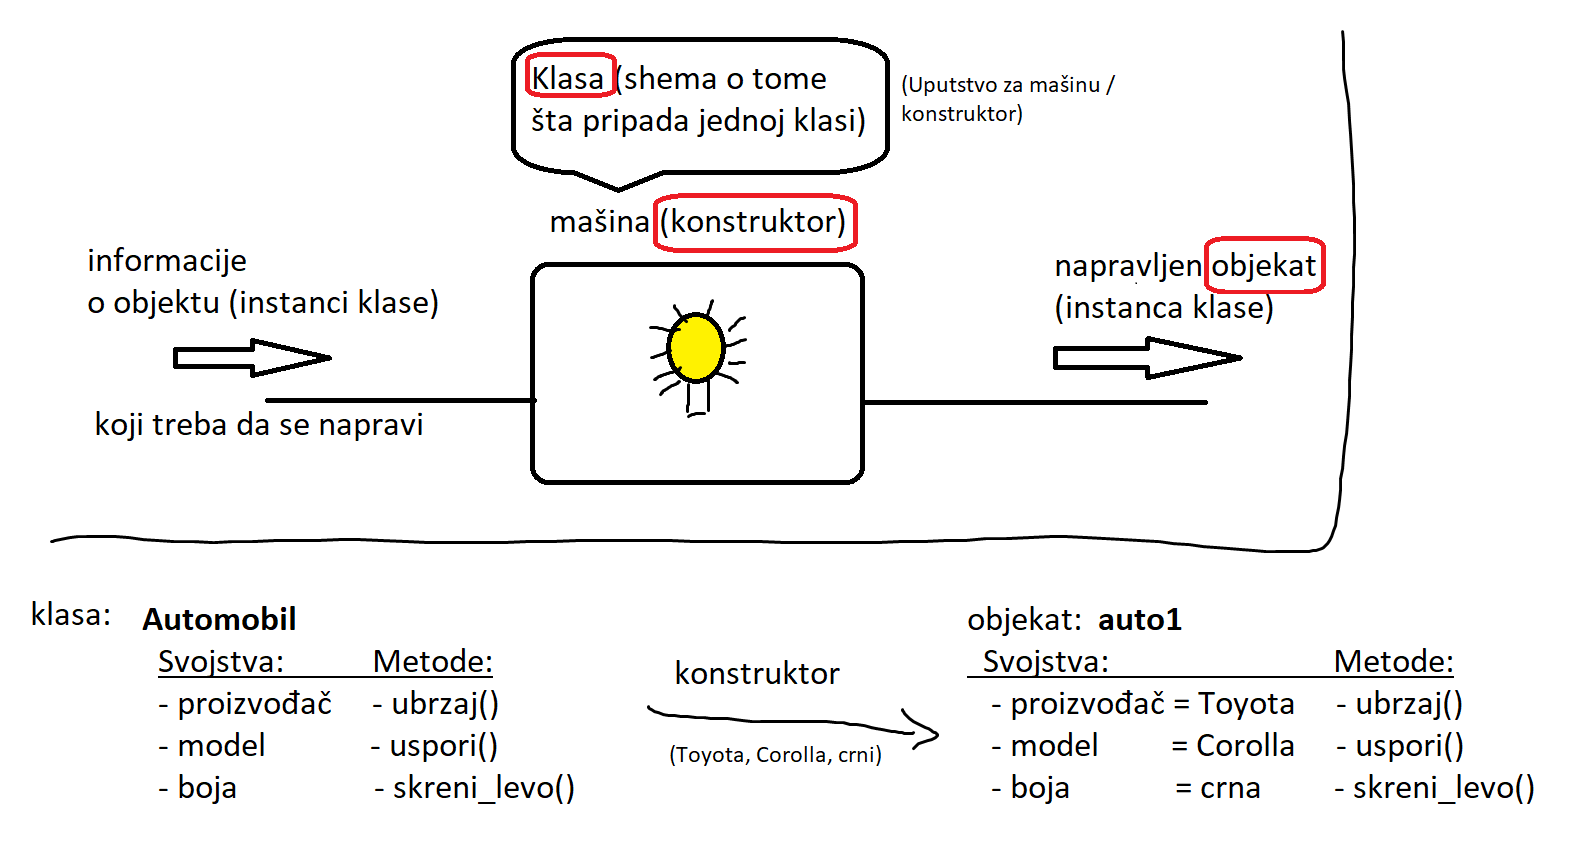 Klasa (shema o tome
šta pripada jednoj klasi)
(Uputstvo za mašinu /
konstruktor)
mašina (konstruktor)
informacije
o objektu (instanci klase)
koji treba da se napravi
napravljen objekat
(instanca klase)
klasa: Automobil
Svojstva: Metode:
- proizvođač - ubrzaj()
- model - uspori()
- boja - skreni_levo()
konstruktor
(Toyota, Corolla, crni)
objekat: auto1
Svojstva: Metode:
- proizvođač = Toyota - ubrzaj()
- model = Corolla - uspori()
- boja = crna - skreni_levo()